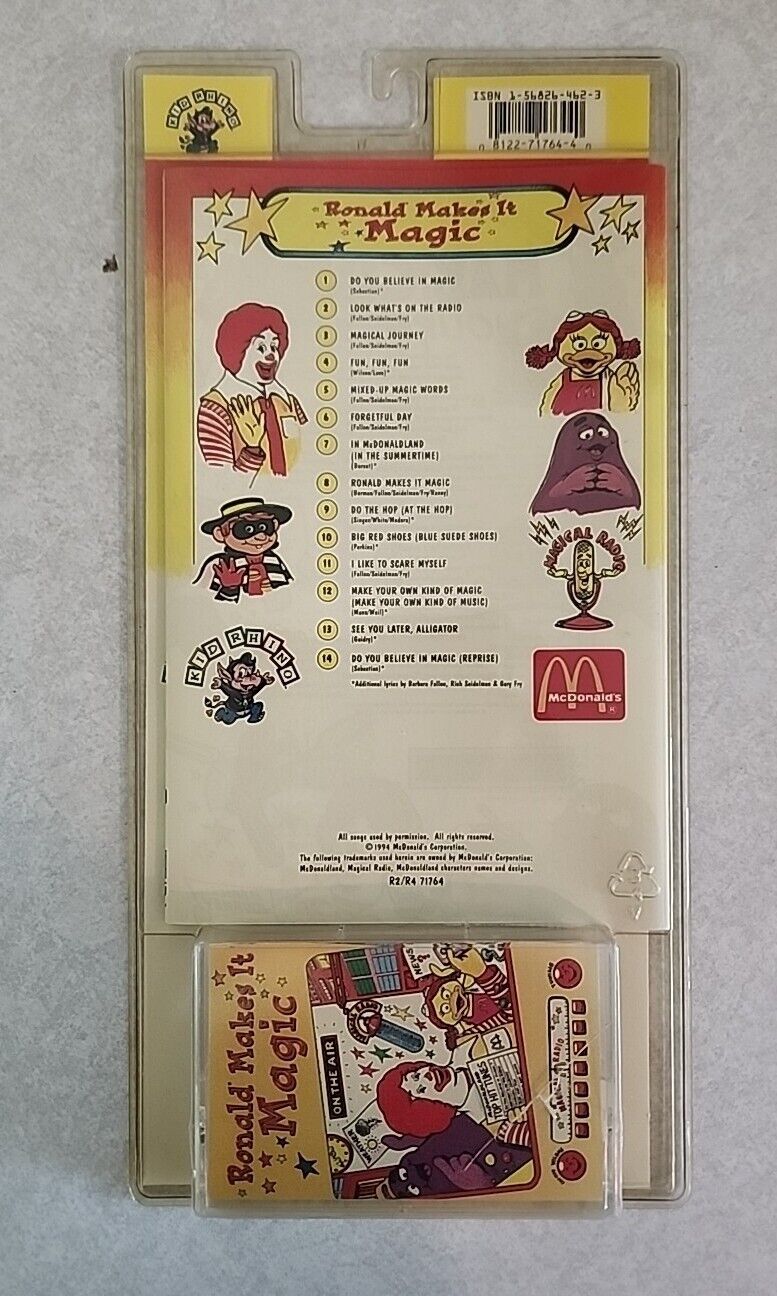 KID RHINO
ISBN 1-56826-462-3
0 8122-71764-4 0
Ronald Makes It
Magic
1 DO YOU BELIEVE IN MAGIC
(Sebastian)*
2 LOOK WHAT'S ON THE RADIO
(Fallon/Seidelman/Fry)
3 MAGICAL JOURNEY
(Fallon/Seidelman/Fry)
4 FUN, FUN, FUN
(Wilson/Love)*
5 MIXED-UP MAGIC WORDS
(Fallon/Seidelman/Fry)
6 FORGETFUL DAY
(Fallon/Seidelman/Fry)
7 IN McDONALDLAND
(IN THE SUMMERTIME)
(Dorset)*
8 RONALD MAKES IT MAGIC
(Berman/Fallon/Seidelman/Fry/Raney)
9 DO THE HOP (AT THE HOP)
(Singer/White/Madara)*
10 BIG RED SHOES (BLUE SUEDE SHOES)
(Perkins)*
11 I LIKE TO SCARE MYSELF
(Fallon/Seidelman/Fry)
12 MAKE YOUR OWN KIND OF MAGIC
(MAKE YOUR OWN KIND OF MUSIC)
(Mann/Weil)*
13 SEE YOU LATER, ALLIGATOR
(Guidry)*
14 DO YOU BELIEVE IN MAGIC (REPRISE)
(Sebastian)*
*Additional lyrics by Barbara Fallon, Rich Seidelman & Gary Fry
MAGICAL RADIO
KID RHINO
McDonald's
All songs used by permission. All rights reserved.
© 1994 McDonald's Corporation.
The following trademarks used herein are owned by McDonald's Corporation:
McDonaldland, Magical Radio, McDonaldland characters names and designs.
R2/R4 71764
Ronald Makes It
Magic
ON THE AIR
WEATHER
NEWS
TOP HIT TUNES
RADIO